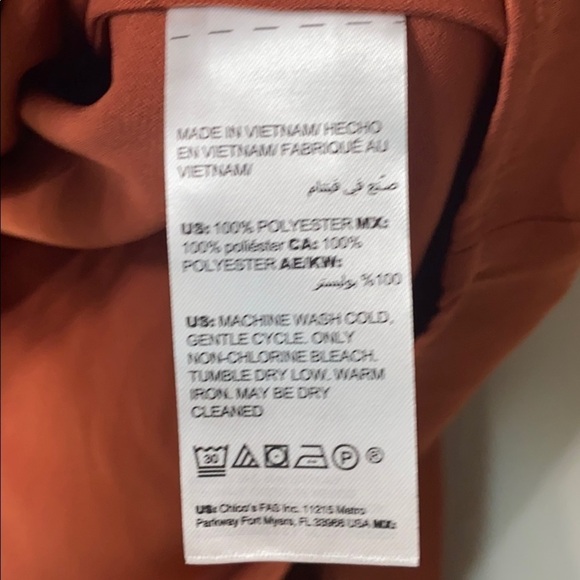 MADE IN VIETNAM/ HECHO
EN VIETNAM/ FABRIQUÉ AU
VIETNAM/
صنع في فيتنام
US: 100% POLYESTER MX:
100% poliéster CA: 100%
POLYESTER AE/KW:
100% بوليستر
US: MACHINE WASH COLD.
GENTLE CYCLE. ONLY
NON-CHLORINE BLEACH.
TUMBLE DRY LOW. WARM
IRON. MAY BE DRY
CLEANED
30 P ®
US: Chico's FAS Inc. 11215 Metro
Parkway Fort Myers, FL 33966 USA MX: